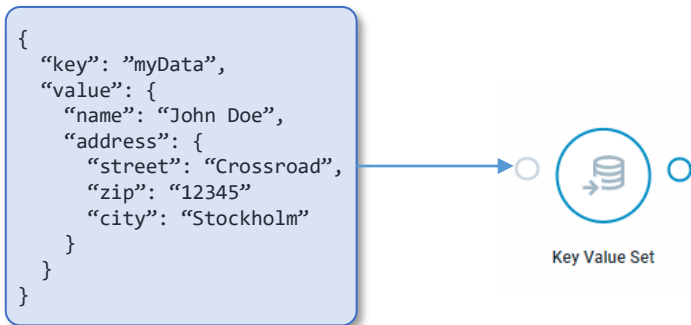 {
“key”: ”myData”,
“value”: {
“name”: “John Doe”,
“address”: {
“street”: “Crossroad”,
“zip”: “12345”
“city”: “Stockholm”
}
}
}
Key Value Set